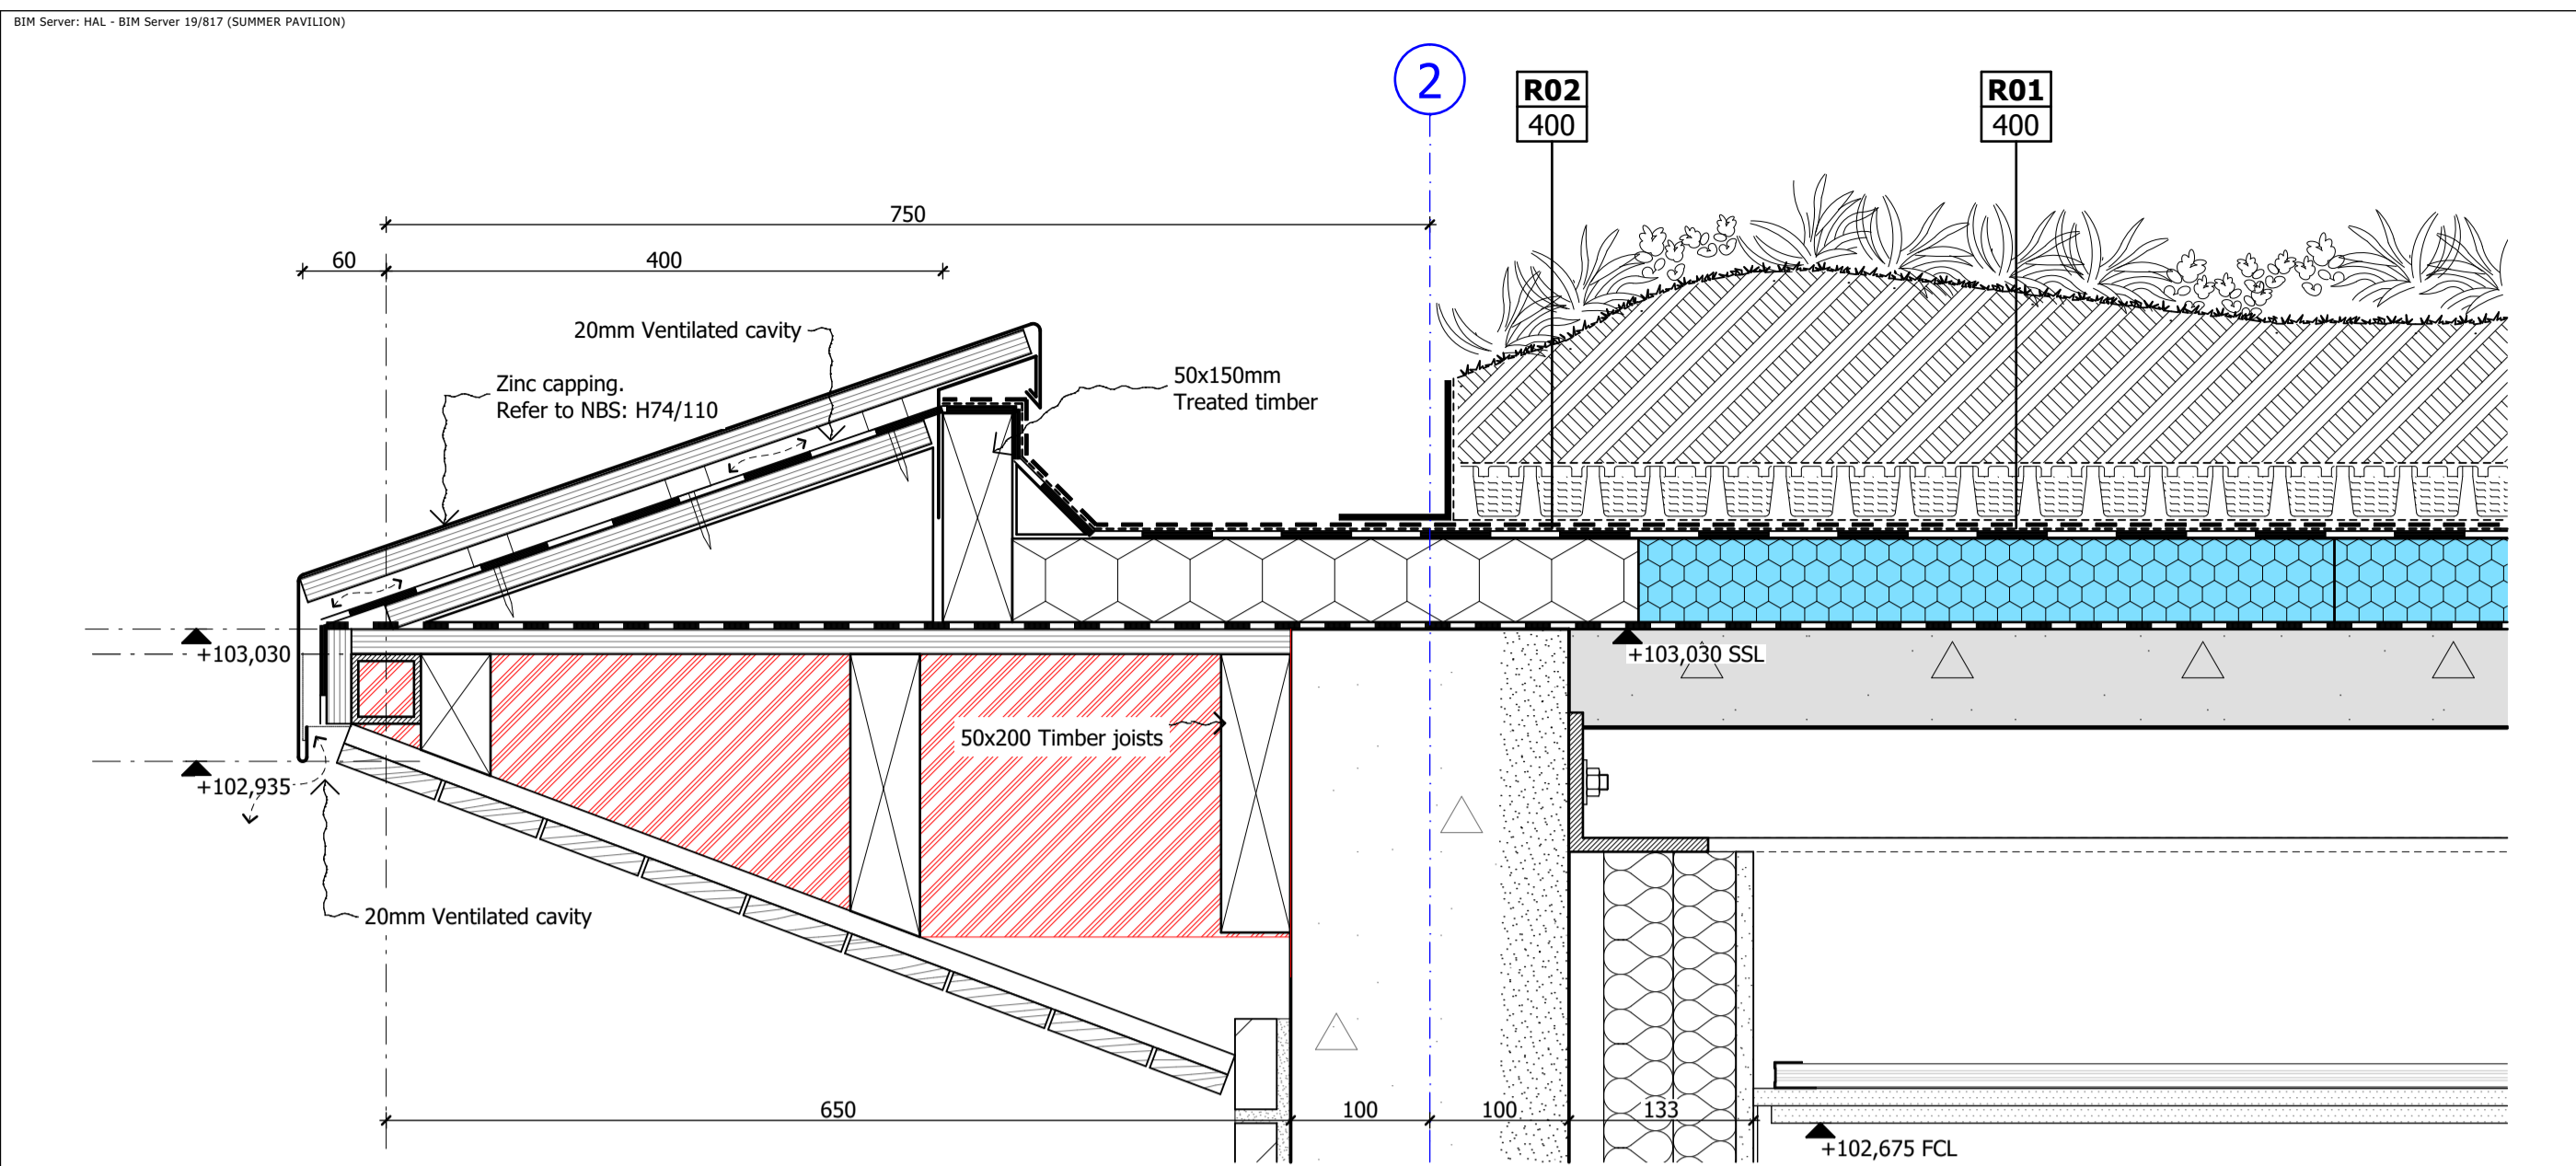 BIM Server: HAL - BIM Server 19/817 (SUMMER PAVILION)
2
R02
400
R01
400
750
60
400
20mm Ventilated cavity
Zinc capping.
Refer to NBS: H74/110
50x150mm
Treated timber
+103,030
+103,030 SSL
50x200 Timber joists
+102,935
20mm Ventilated cavity
650
100
100
133
+102,675 FCL